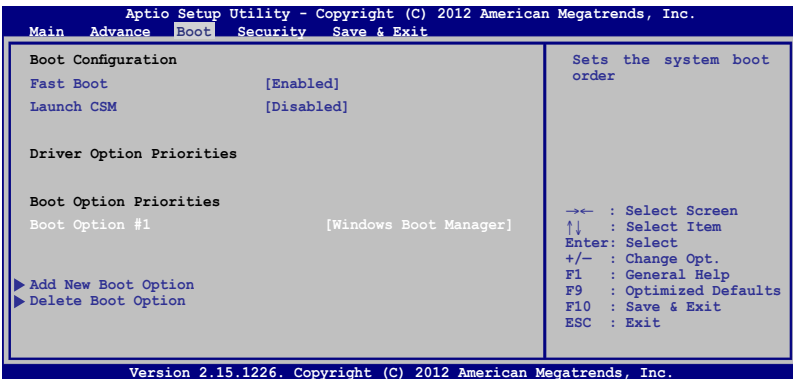 Aptio Setup Utility - Copyright (C) 2012 American Megatrends, Inc.
Main Advance Boot Security Save & Exit
Boot Configuration
Fast Boot [Enabled]
Launch CSM [Disabled]
Driver Option Priorities
Boot Option Priorities
Boot Option #1 [Windows Boot Manager]
Add New Boot Option
Delete Boot Option
Sets the system boot
order
→← : Select Screen
↑↓ : Select Item
Enter: Select
+/— : Change Opt.
F1 : General Help
F9 : Optimized Defaults
F10 : Save & Exit
ESC : Exit
Version 2.15.1226. Copyright (C) 2012 American Megatrends, Inc.